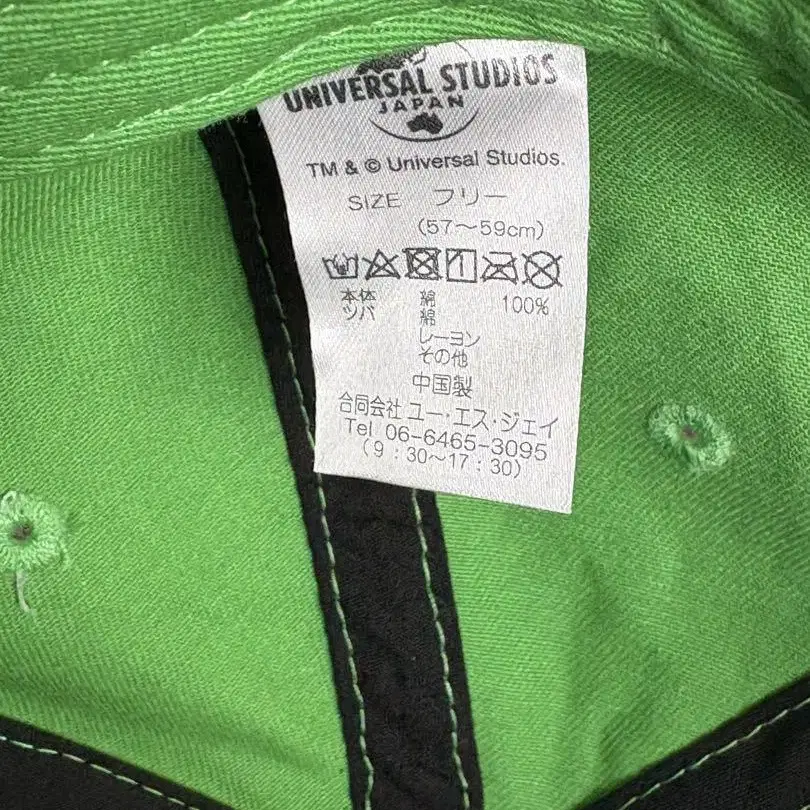 UNIVERSAL STUDIOS
JAPAN
TM & © Universal Studios.
SIZE フリー
(57～59cm)
本体 綿 100%
ツバ 綿
レーヨン
その他
中国製
合同会社 ユー・エス・ジェイ
Tel 06-6465-3095
(9:30～17:30)